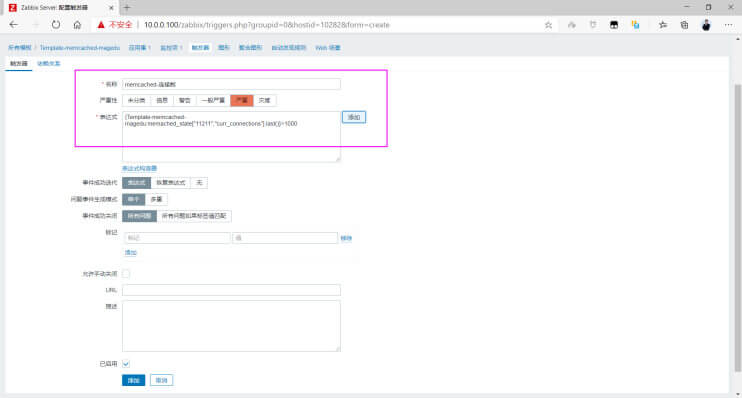 Zabbix Server: 配置触发器
不安全 | 10.0.0.100/zabbix/triggers.php?groupid=0&hostid=10282&form=create
所有模板 / Template-memcached-magedu 应用集 1 监控项 1 触发器 图形 聚合图形 自动发现规则 Web 场景
触发器 依赖关系
* 名称 memcached-连接数
严重性 未分类 信息 警告 一般严重 严重 灾难
* 表达式 {Template-memcached-
magedu:memached_state["11211","curr_connections"].last()}>1000
添加
表达式构造器
事件成功迭代 表达式 恢复表达式 无
问题事件生成模式 单个 多重
事件成功关闭 所有问题 所有问题如果标签值匹配
标记 标记 值 移除
添加
允许手动关闭
URL
描述
已启用
添加 取消